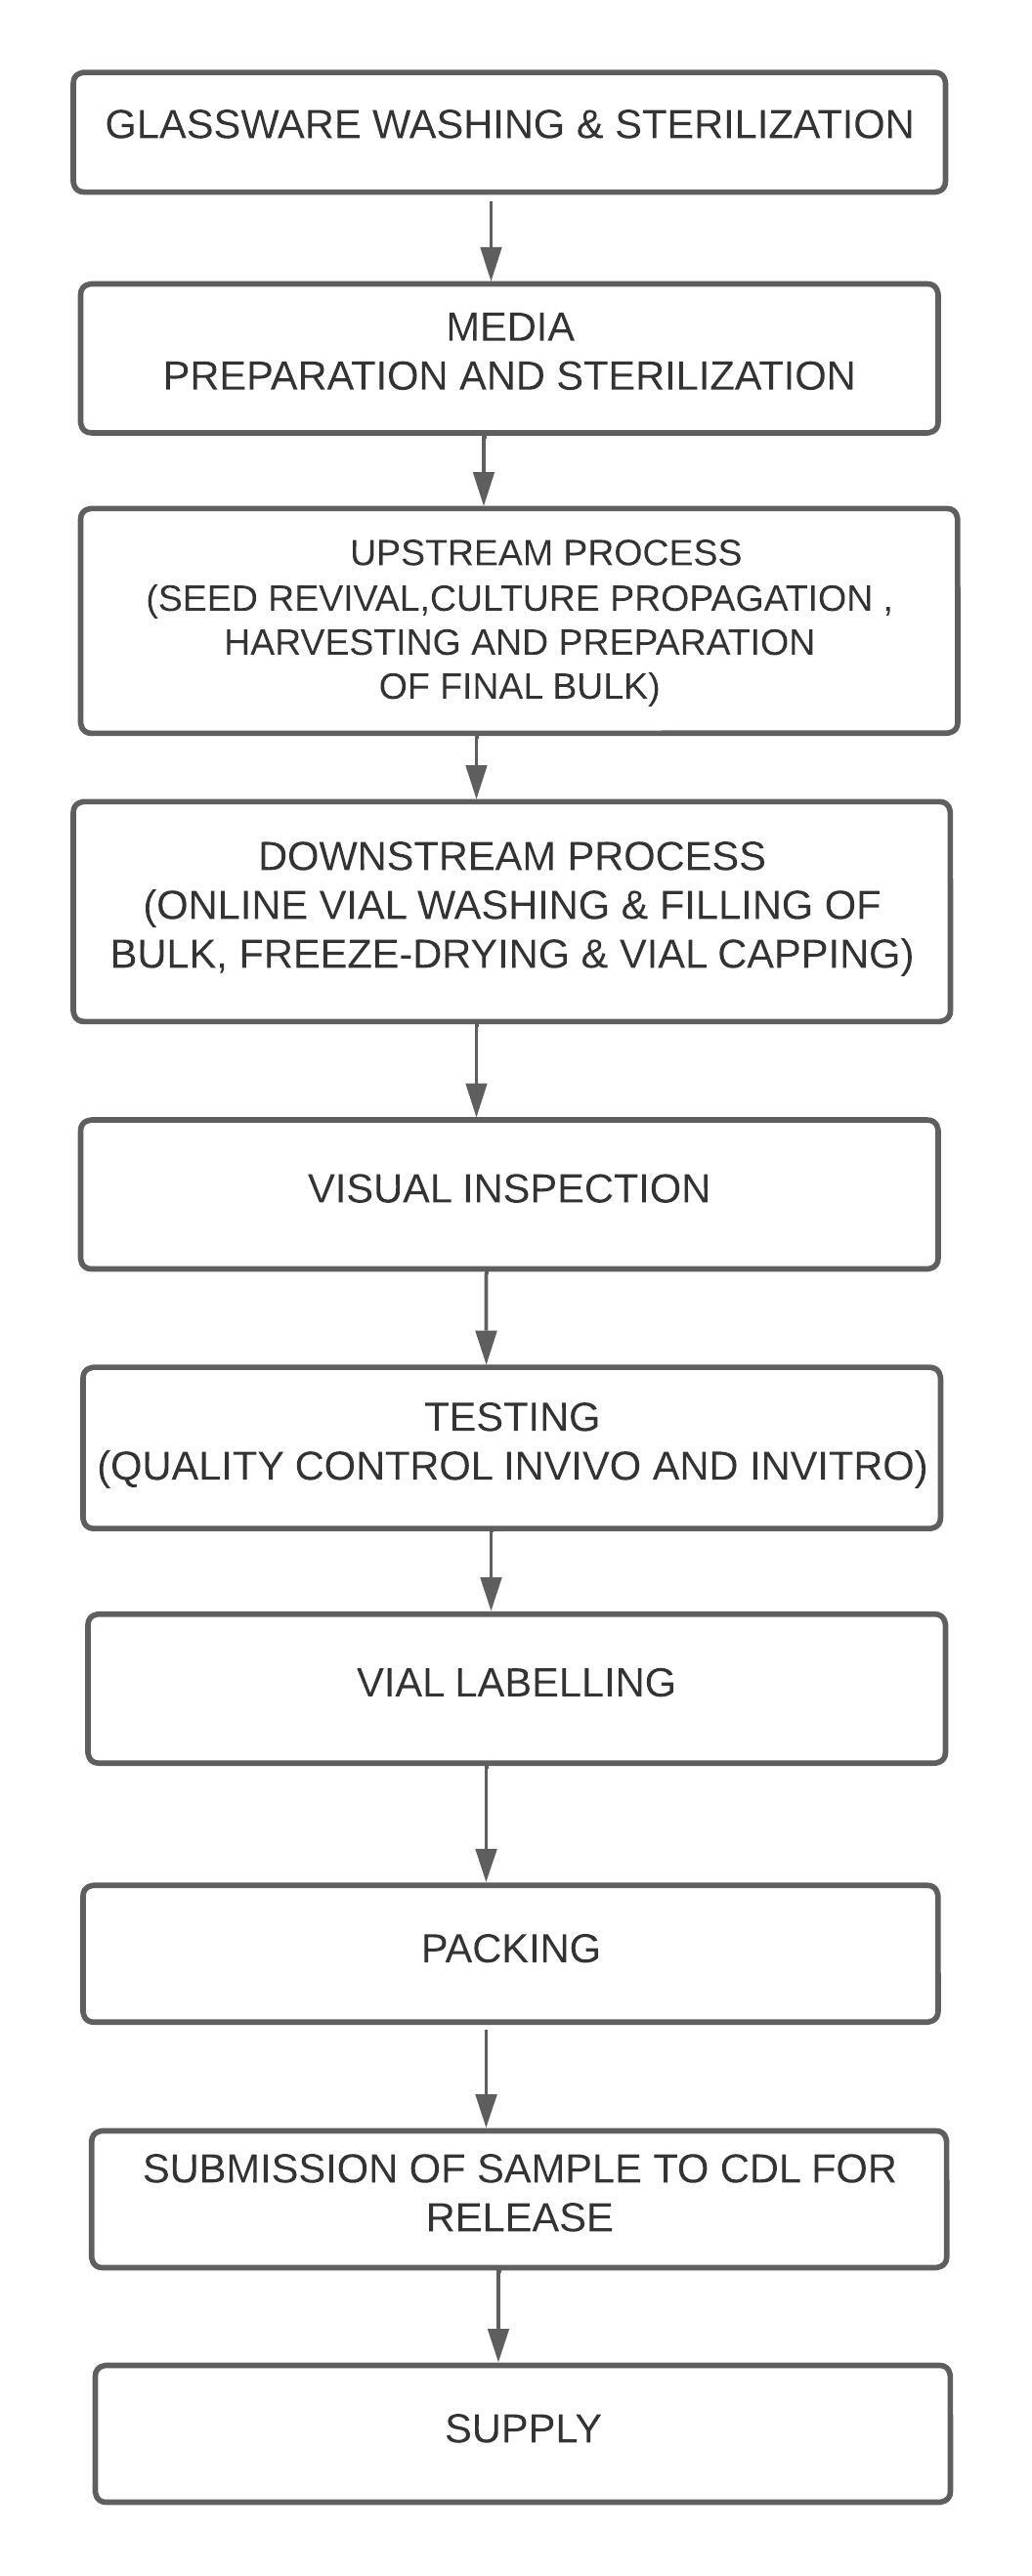 GLASSWARE WASHING & STERILIZATION
MEDIA
PREPARATION AND STERILIZATION
UPSTREAM PROCESS
(SEED REVIVAL,CULTURE PROPAGATION ,
HARVESTING AND PREPARATION
OF FINAL BULK)
DOWNSTREAM PROCESS
(ONLINE VIAL WASHING & FILLING OF
BULK, FREEZE-DRYING & VIAL CAPPING)
VISUAL INSPECTION
TESTING
(QUALITY CONTROL INVIVO AND INVITRO)
VIAL LABELLING
PACKING
SUBMISSION OF SAMPLE TO CDL FOR
RELEASE
SUPPLY